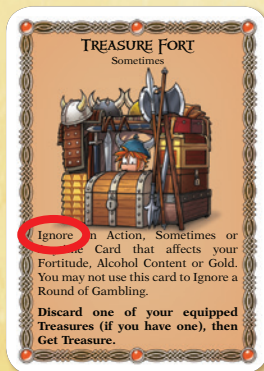 TREASURE FORT
Sometimes
Ignore an Action, Sometimes or
Card that affects your
Fortitude, Alcohol Content or Gold.
You may not use this card to Ignore a
Round of Gambling.
Discard one of your equipped
Treasures (if you have one), then
Get Treasure.